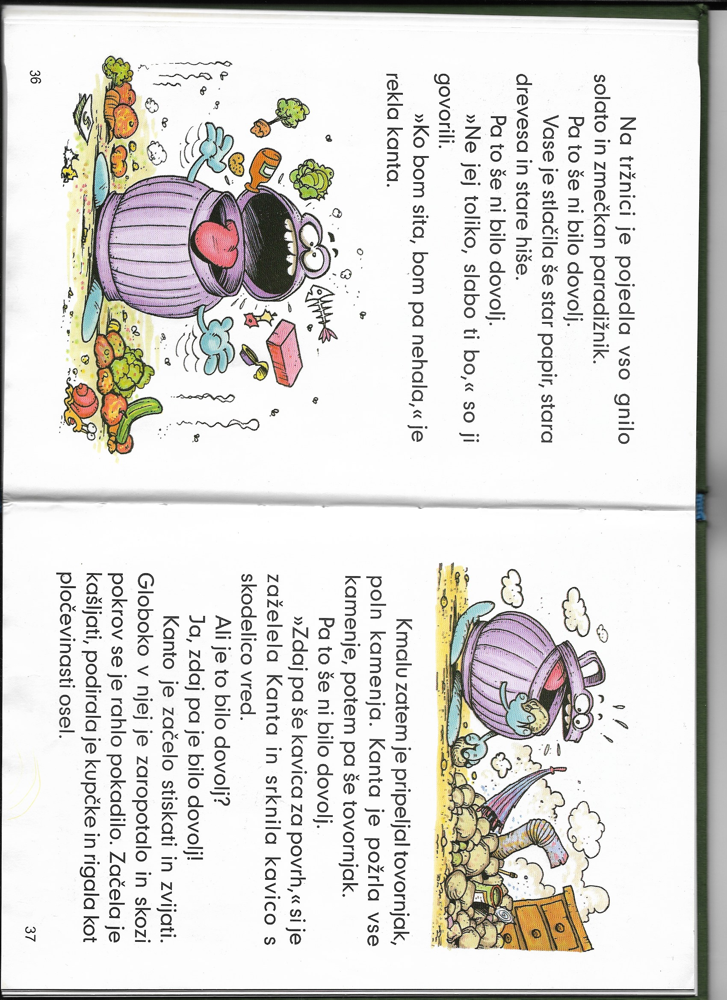 Na tržnici je pojedla vso gnilo
solato in zmečkan paradižnik.
Pa to še ni bilo dovolj.
Vase je stlačila še star papir, stara
drevesa in stare hiše.
Pa to še ni bilo dovolj.
»Ne jej toliko, slabo ti bo,« so ji
govorili.
»Ko bom sita, bom pa nehala,« je
rekla kanta.
36
Kmalu zatem je pripeljal tovornjak,
poln kamenja. Kanta je požrla vse
kamenje, potem pa še tovornjak.
Pa to še ni bilo dovolj.
»Zdaj pa še kavica za povrh,« si je
zaželela Kanta in srknila kavico s
skodelico vred.
Ali je to bilo dovolj?
Ja, zdaj pa je bilo dovolj!
Kanto je začelo stiskati in zvijati.
Globoko v njej je zaropotalo in skozi
pokrov se je rahlo pokadilo. Začela je
kašljati, podirala je kupčke in rigala kot
pločevinasti osel.
37